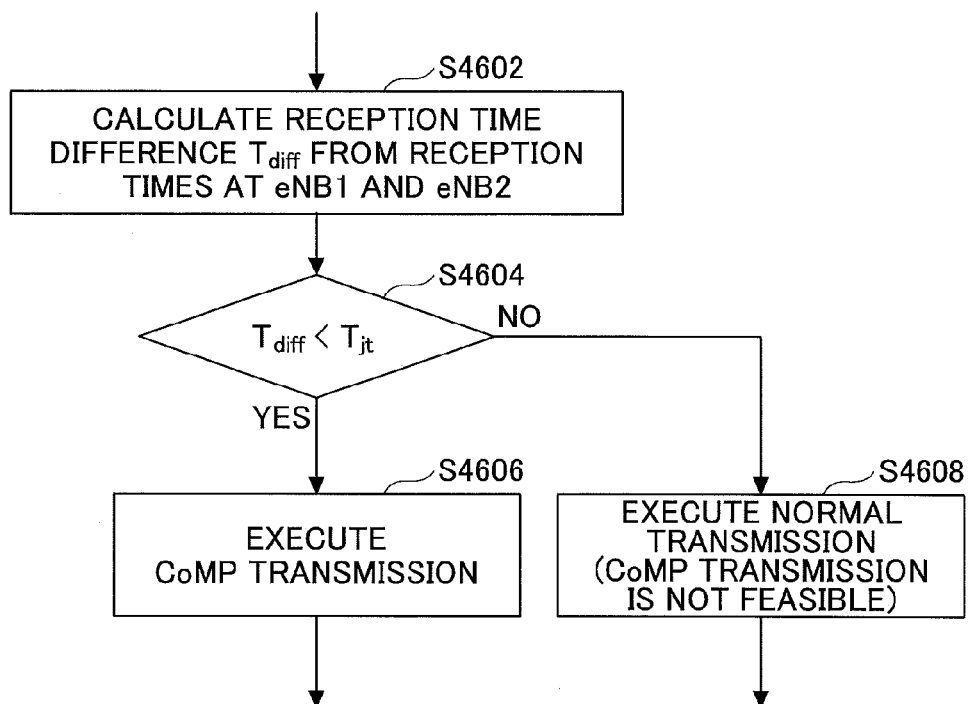 S4602
CALCULATE RECEPTION TIME
DIFFERENCE Tdiff FROM RECEPTION
TIMES AT eNB1 AND eNB2
S4604
Tdiff < Tjt
NO
YES
S4606
EXECUTE
CoMP TRANSMISSION
S4608
EXECUTE NORMAL
TRANSMISSION
(CoMP TRANSMISSION
IS NOT FEASIBLE)